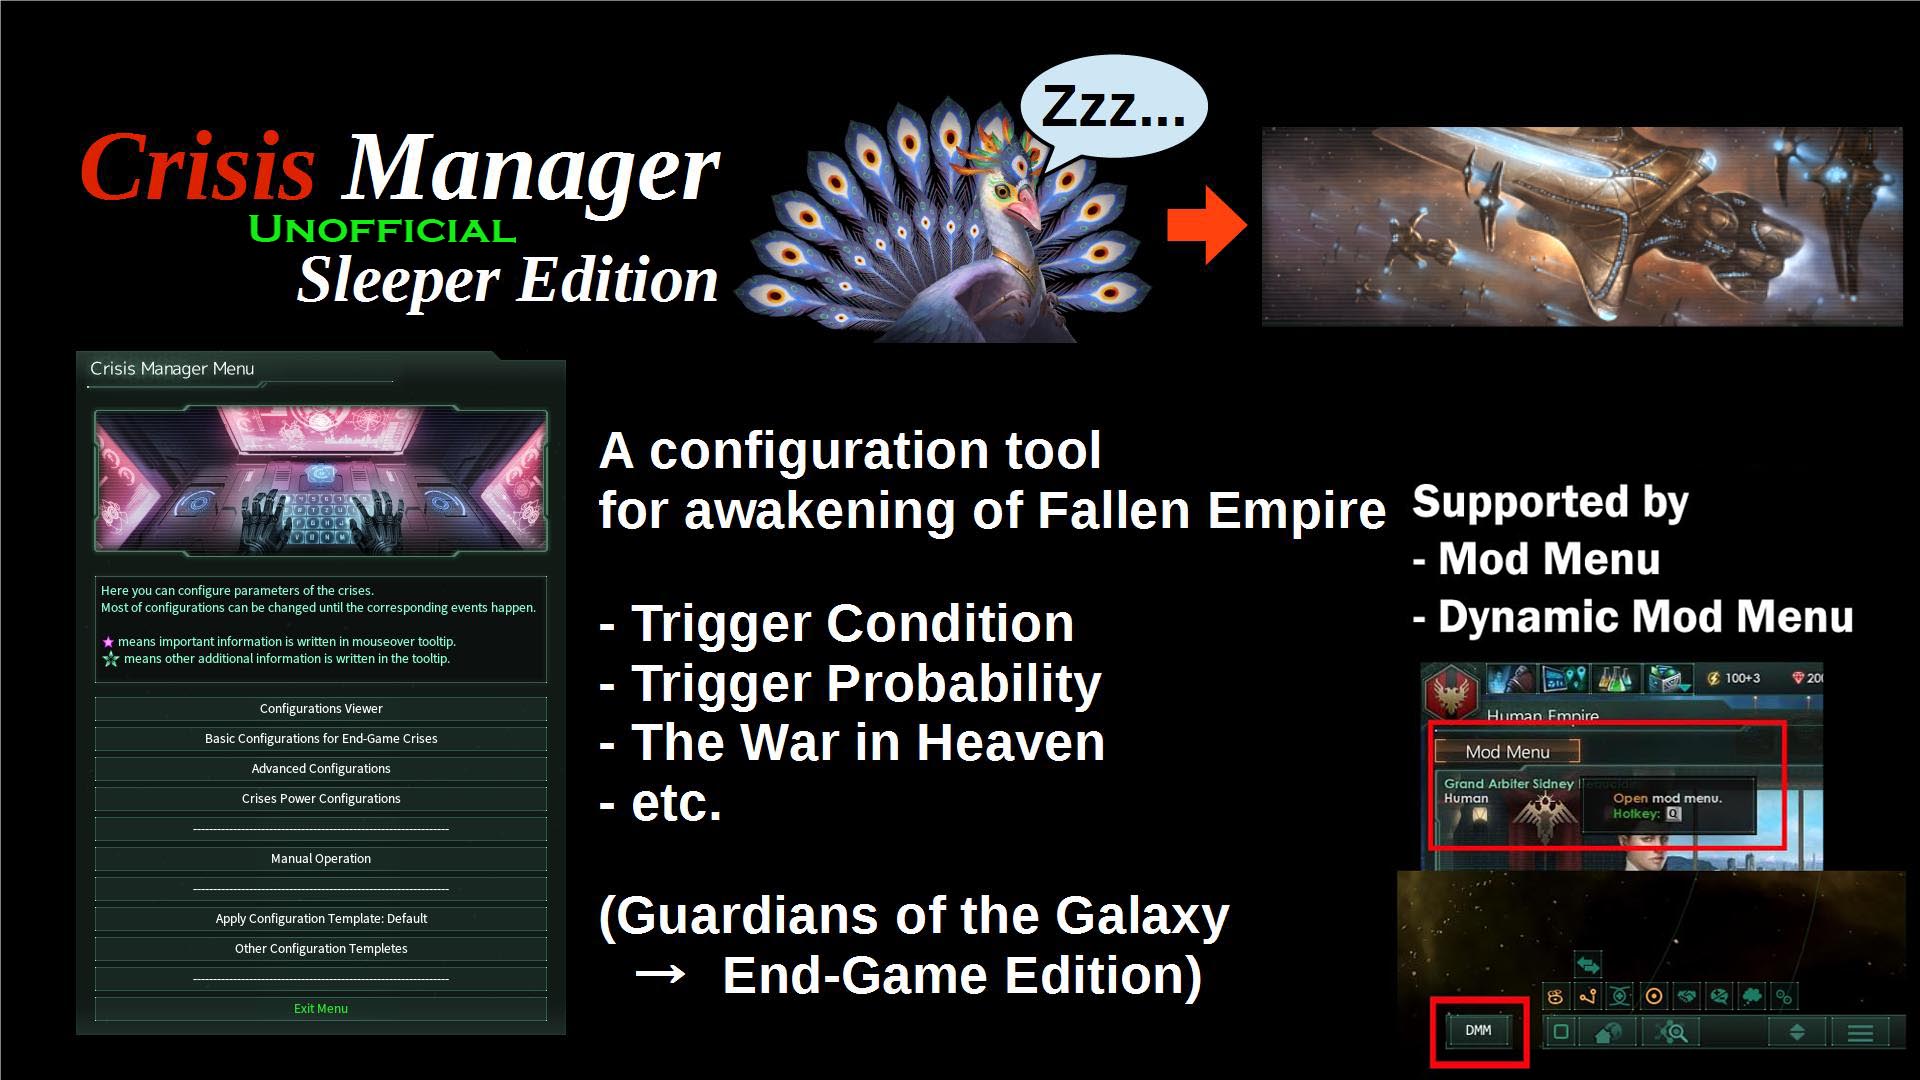 Zzz...
Crisis Manager
UNOFFICIAL
Sleeper Edition
Crisis Manager Menu
Here you can configure parameters of the crises.
Most of configurations can be changed until the corresponding events happen.
means important information is written in mouseover tooltip.
means other additional information is written in the tooltip.
Configurations Viewer
Basic Configurations for End-Game Crises
Advanced Configurations
Crises Power Configurations
Manual Operation
Apply Configuration Template: Default
Other Configuration Templetes
Exit Menu
A configuration tool
for awakening of Fallen Empire
- Trigger Condition
- Trigger Probability
- The War in Heaven
- etc.
(Guardians of the Galaxy
→ End-Game Edition)
Supported by
- Mod Menu
- Dynamic Mod Menu
100+3
Human Empire
Mod Menu
Grand Arbiter Sidney
Human
Open mod menu.
Hotkey: Q
DMM